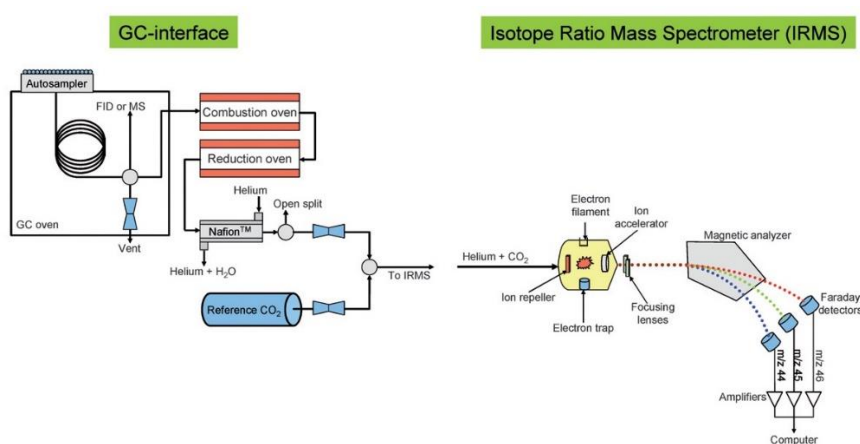 GC-interface
Isotope Ratio Mass Spectrometer (IRMS)
Autosampler
FID or MS
Combustion oven
Reduction oven
GC oven
Vent
Helium
Open split
Nafion™
Helium + H₂O
To IRMS
Reference CO₂
Electron
filament
Ion
accelerator
Magnetic analyzer
Helium + CO₂
Ion repeller
Electron trap
Focusing
lenses
Faraday
detectors
m/z 44
m/z 45
m/z 46
Amplifiers
Computer